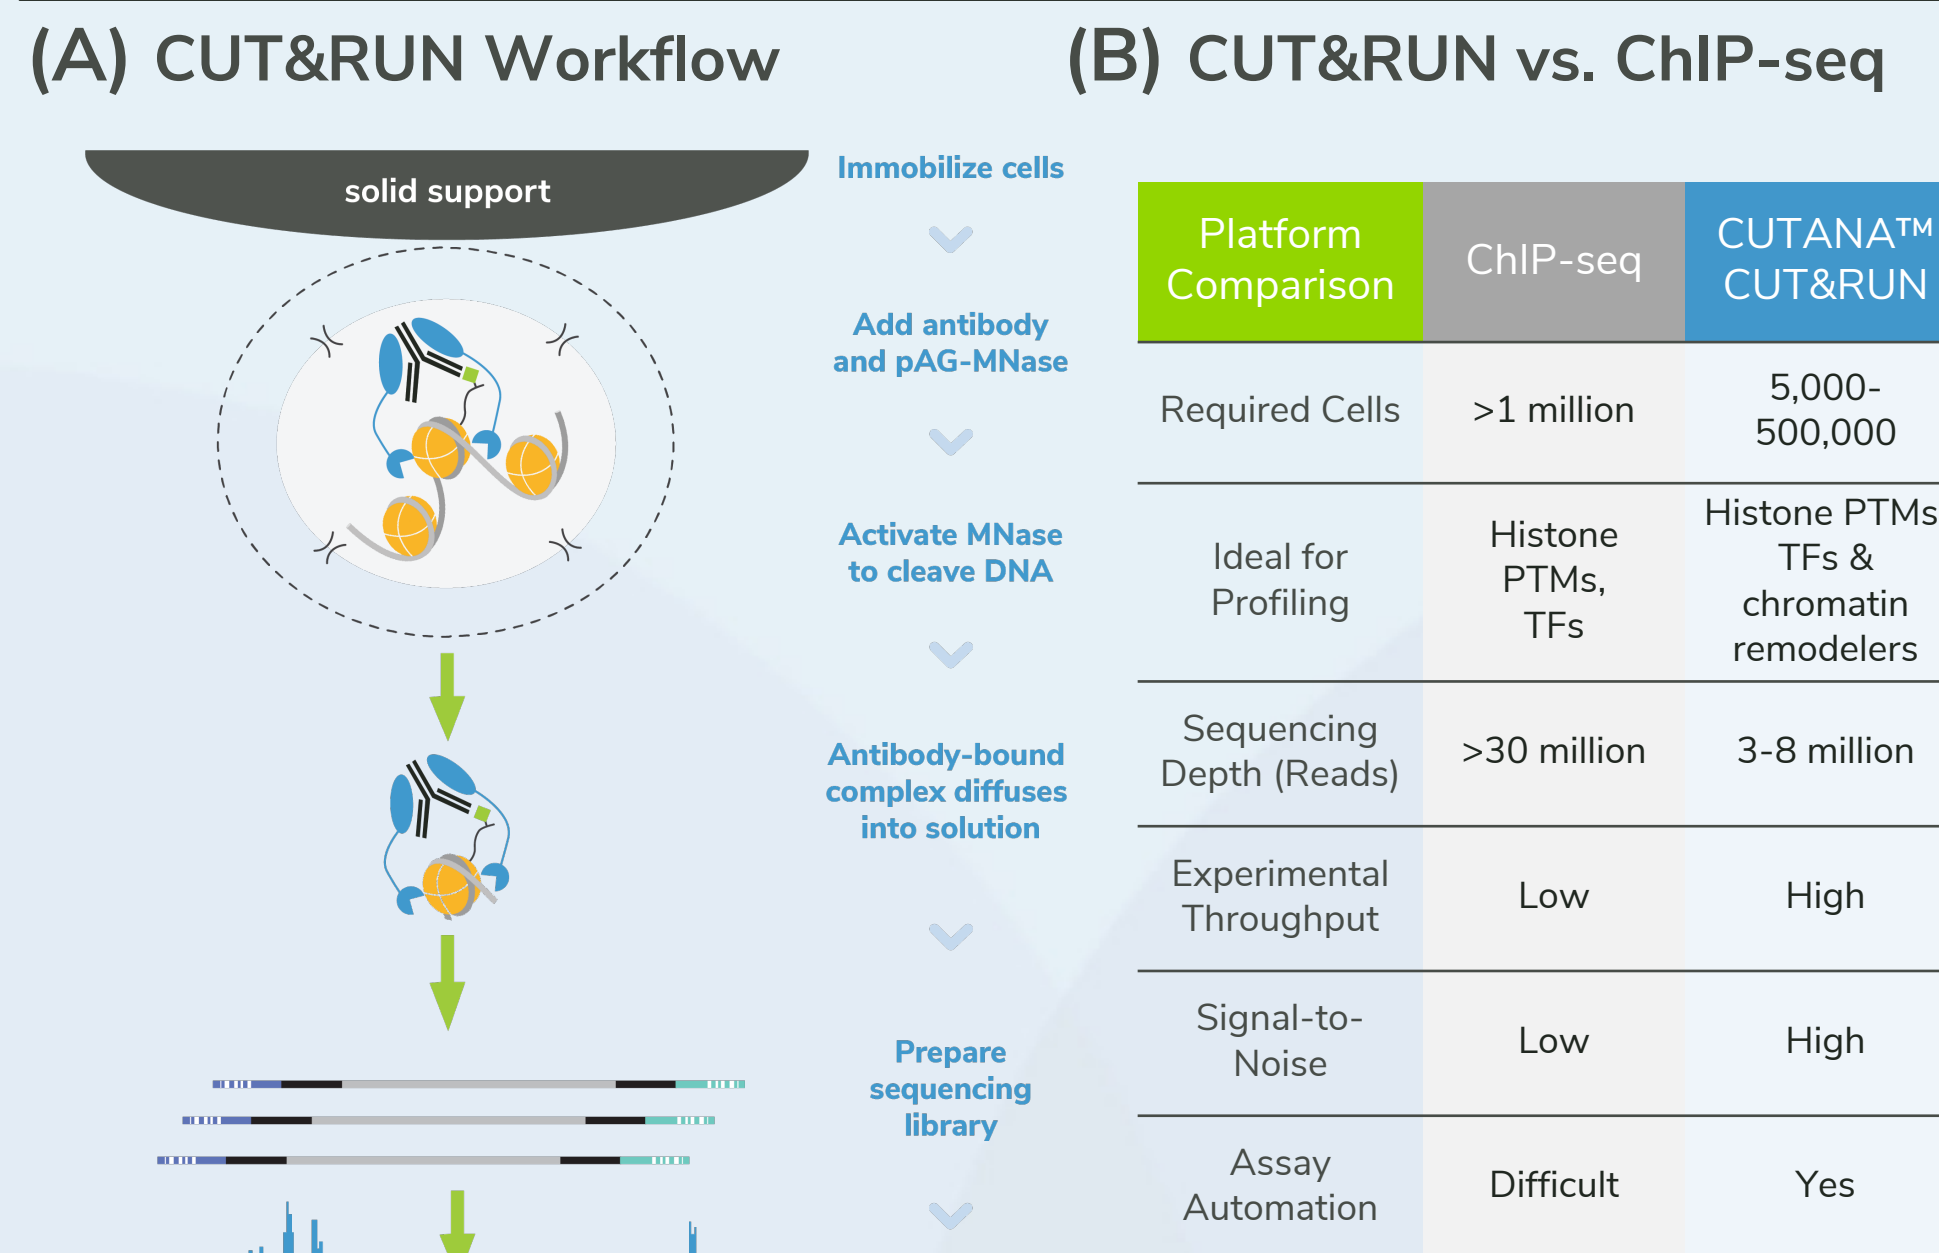 (A) CUT&RUN Workflow
solid support
Immobilize cells
Add antibody
and pAG-MNase
Activate MNase
to cleave DNA
Antibody-bound
complex diffuses
into solution
Prepare
sequencing
library
(B) CUT&RUN vs. ChIP-seq
Platform
Comparison
ChIP-seq
CUTANA™
CUT&RUN
Required Cells
>1 million
5,000-
500,000
Ideal for
Profiling
Histone
PTMs,
TFs
Histone PTMs
TFs &
chromatin
remodelers
Sequencing
Depth (Reads)
>30 million
3-8 million
Experimental
Throughput
Low
High
Signal-to-
Noise
Low
High
Assay
Automation
Difficult
Yes